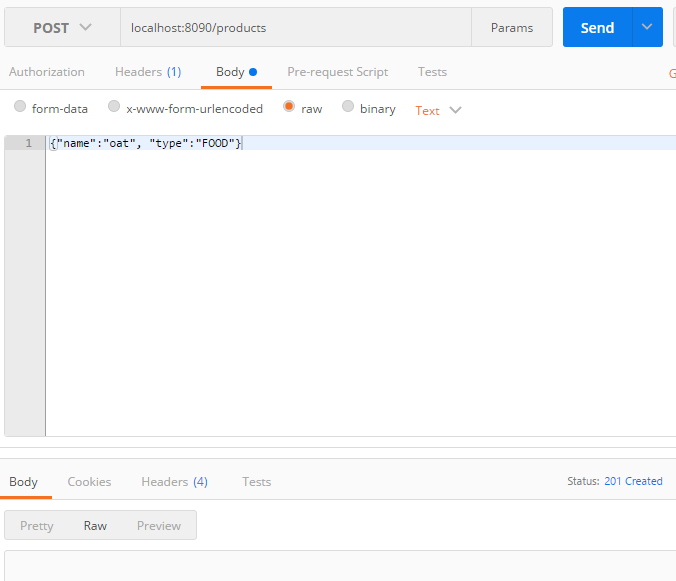 POST localhost:8090/products Params Send
Authorization Headers (1) Body Pre-request Script Tests
form-data x-www-form-urlencoded raw binary Text
1 {"name":"oat", "type":"FOOD"}
Body Cookies Headers (4) Tests Status: 201 Created
Pretty Raw Preview